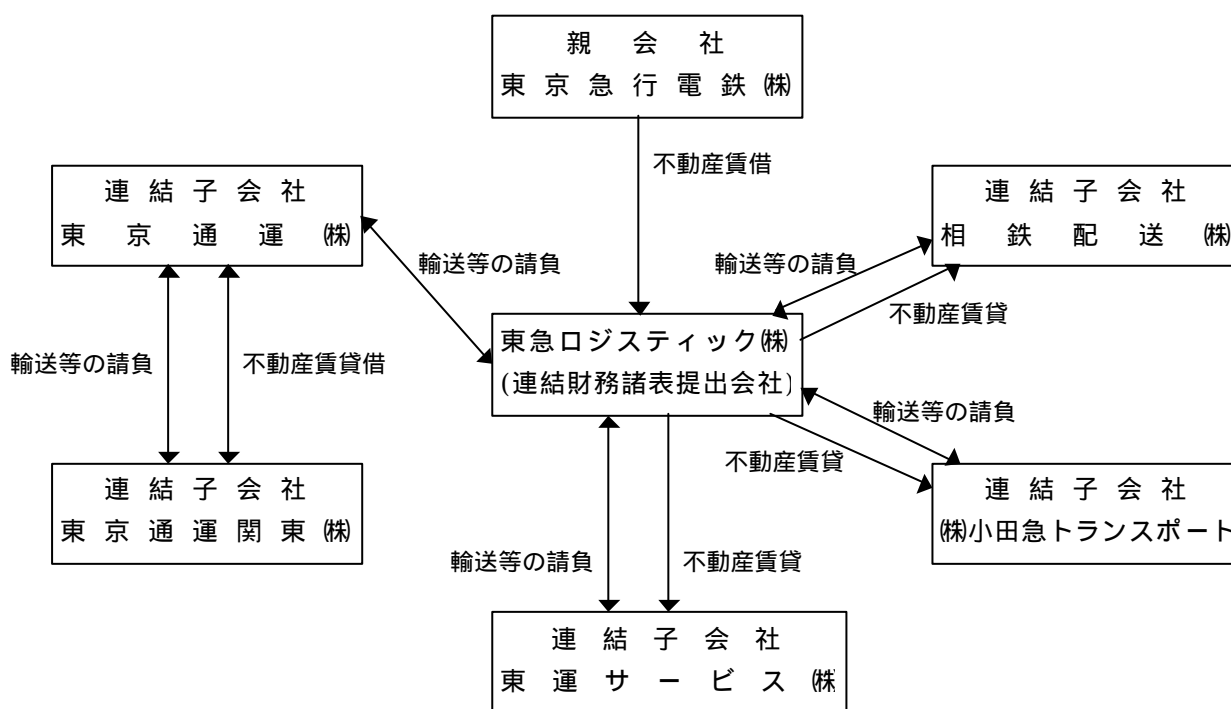 親会社
東京急行電鉄㈱
不動産賃借
連結子会社
東京通運㈱
連結子会社
相鉄配送㈱
輸送等の請負
輸送等の請負
不動産賃貸
東急ロジスティック㈱
(連結財務諸表提出会社)
輸送等の請負
不動産賃貸借
輸送等の請負
不動産賃貸
連結子会社
東京通運関東㈱
連結子会社
㈱小田急トランスポート
輸送等の請負
不動産賃貸
連結子会社
東運サービス㈱